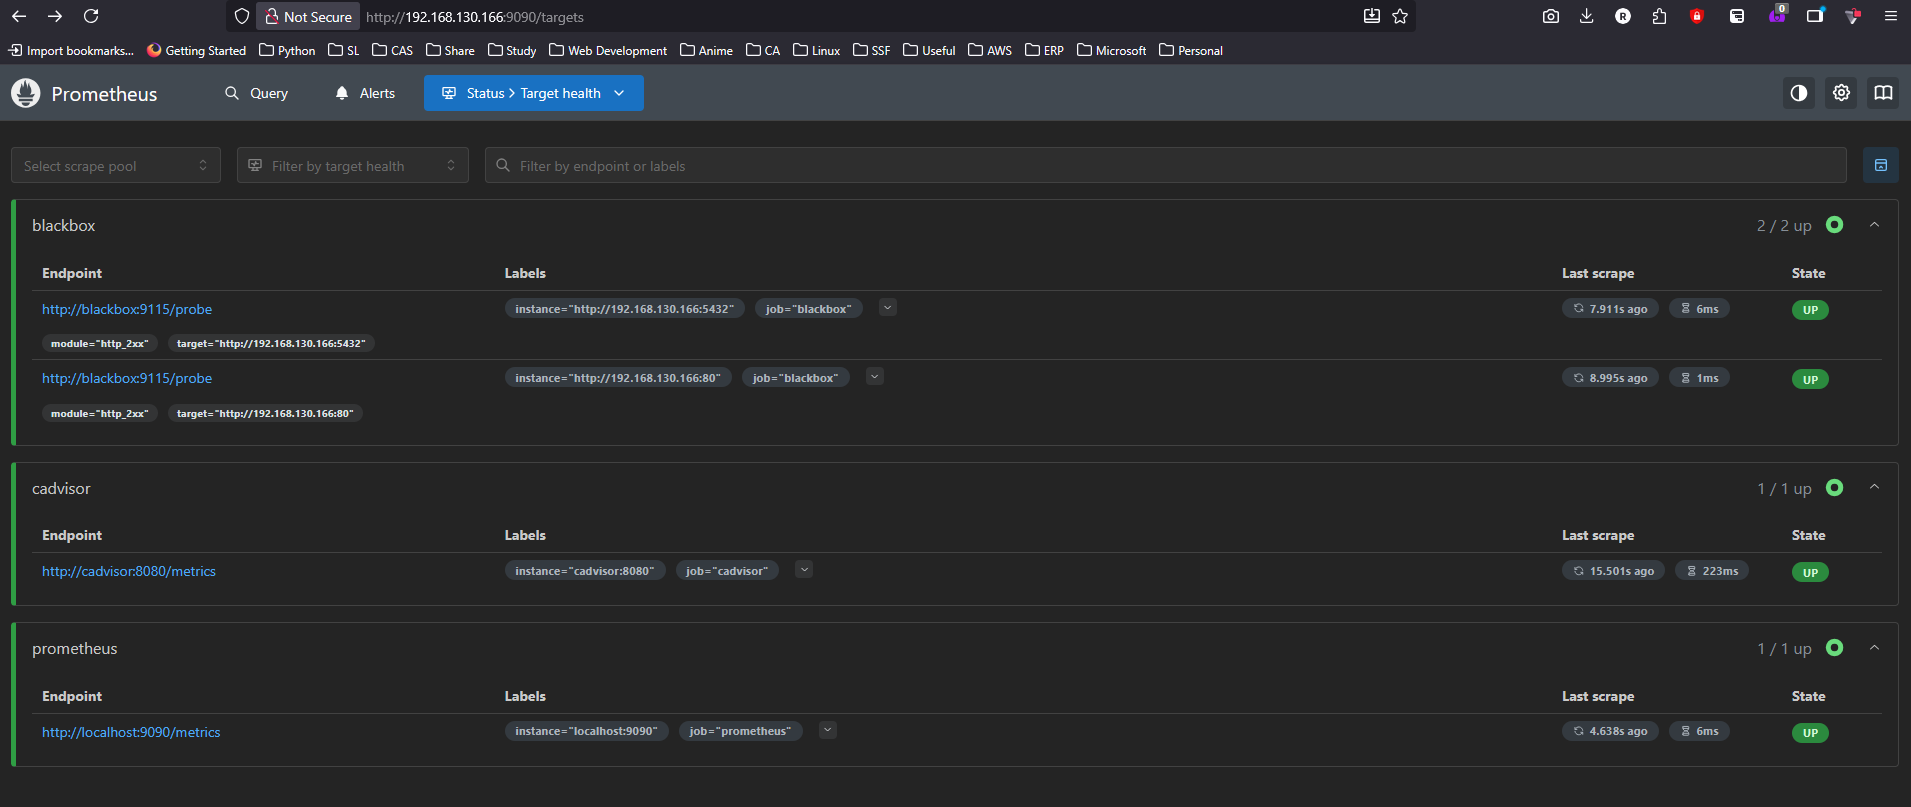 Not Secure http://192.168.130.166:9090/targets R 0
Import bookmarks... Getting Started Python SL CAS Share Study Web Development Anime CA Linux SSF Useful AWS ERP Microsoft Personal
Prometheus Query Alerts Status > Target health
Select scrape pool Filter by target health Filter by endpoint or labels
blackbox 2 / 2 up
Endpoint Labels Last scrape State
http://blackbox:9115/probe instance="http://192.168.130.166:5432" job="blackbox" 7.911s ago 6ms UP
module="http_2xx" target="http://192.168.130.166:5432"
http://blackbox:9115/probe instance="http://192.168.130.166:80" job="blackbox" 8.995s ago 1ms UP
module="http_2xx" target="http://192.168.130.166:80"
cadvisor 1 / 1 up
Endpoint Labels Last scrape State
http://cadvisor:8080/metrics instance="cadvisor:8080" job="cadvisor" 15.501s ago 223ms UP
prometheus 1 / 1 up
Endpoint Labels Last scrape State
http://localhost:9090/metrics instance="localhost:9090" job="prometheus" 4.638s ago 6ms UP